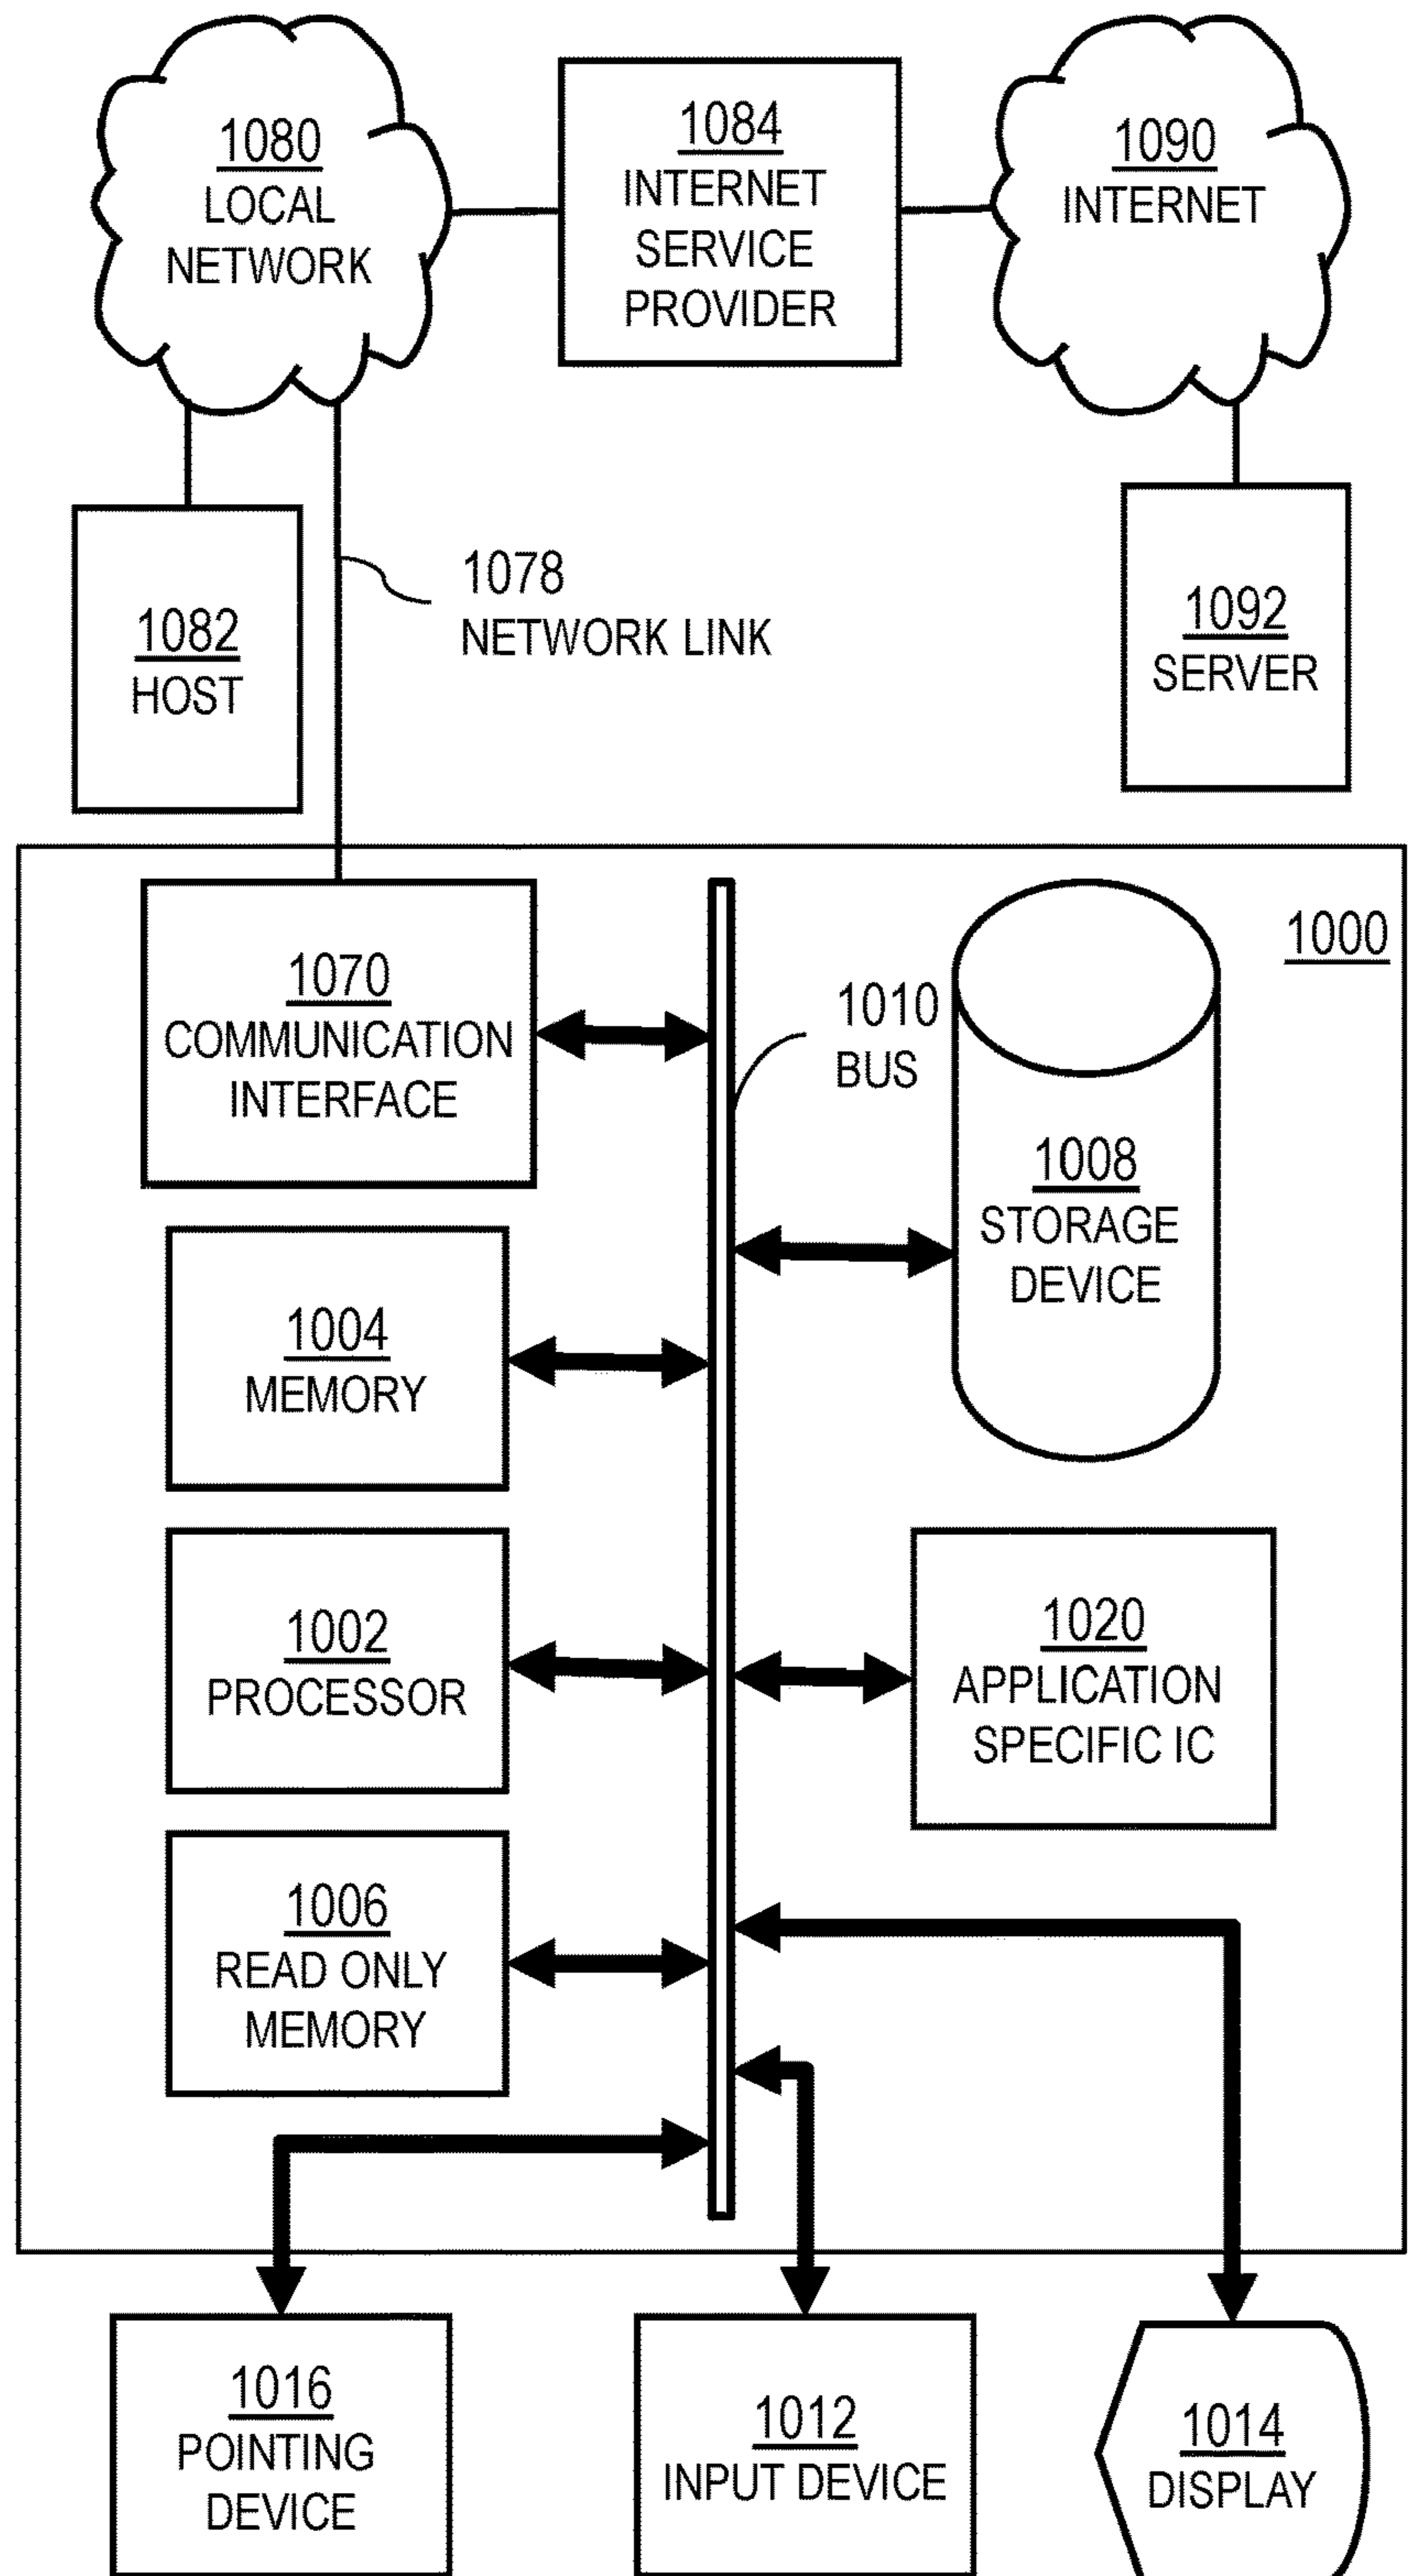 1080
LOCAL
NETWORK
1084
INTERNET
SERVICE
PROVIDER
1090
INTERNET
1082
HOST
1078
NETWORK LINK
1092
SERVER
1000
1070
COMMUNICATION
INTERFACE
1010
BUS
1008
STORAGE
DEVICE
1004
MEMORY
1002
PROCESSOR
1020
APPLICATION
SPECIFIC IC
1006
READ ONLY
MEMORY
1016
POINTING
DEVICE
1012
INPUT DEVICE
1014
DISPLAY